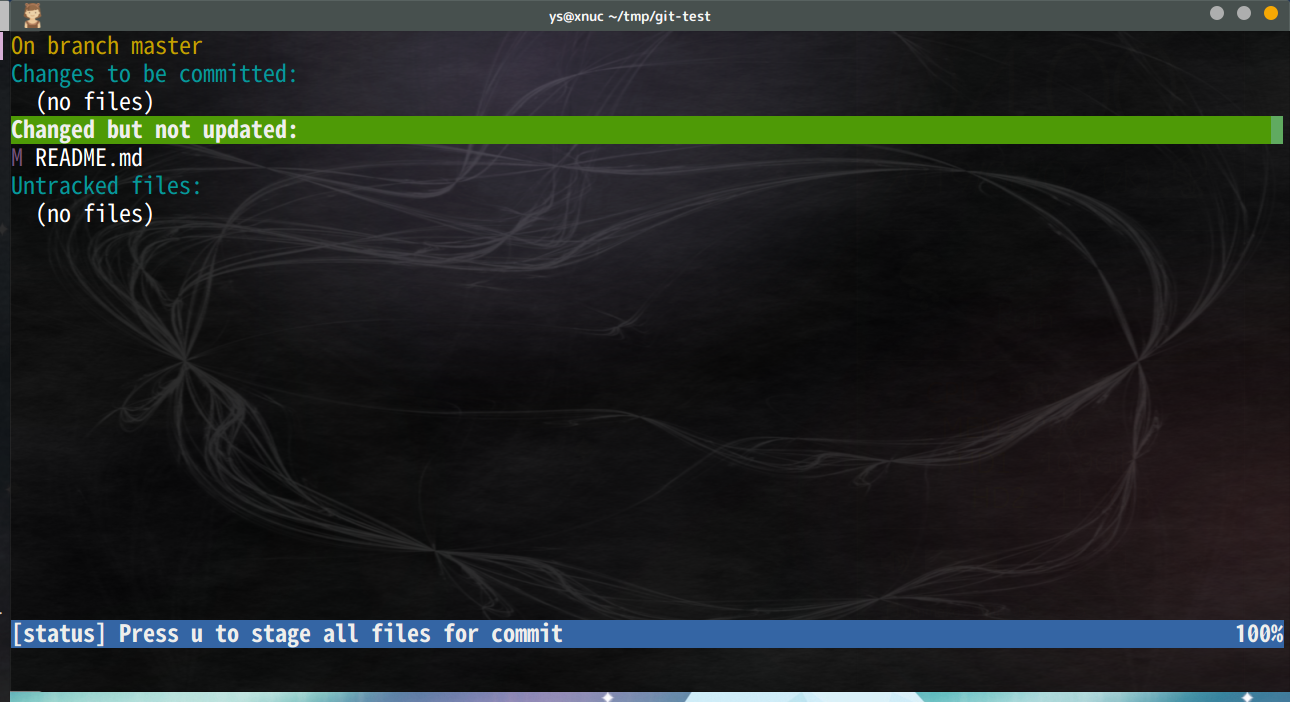 ys@xnuc ~/tmp/git-test
On branch master
Changes to be committed:
  (no files)
Changed but not updated:
M README.md
Untracked files:
  (no files)
[status] Press u to stage all files for commit 100%